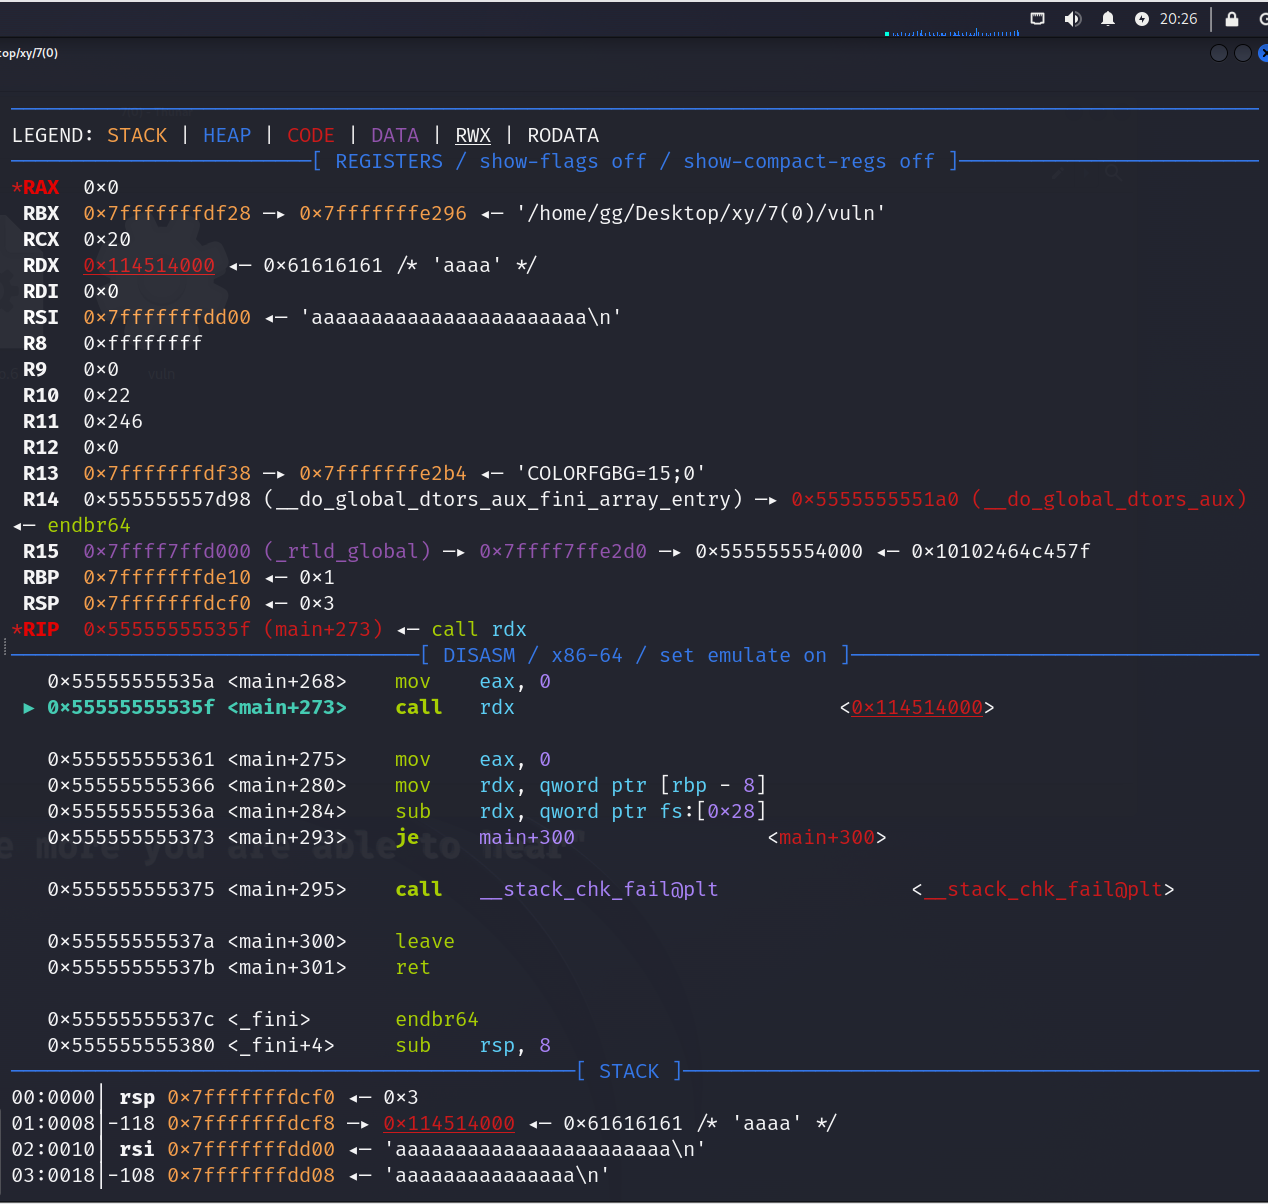 20:26
top/xy/7(0)
LEGEND: STACK | HEAP | CODE | DATA | RWX | RODATA
[ REGISTERS / show-flags off / show-compact-regs off ]
*RAX 0×0
RBX 0×7fffffffdf28 —▸ 0×7fffffffe296 ◂— '/home/gg/Desktop/xy/7(0)/vuln'
RCX 0×20
RDX 0×114514000 ◂— 0×61616161 /* 'aaaa' */
RDI 0×0
RSI 0×7fffffffdd00 ◂— 'aaaaaaaaaaaaaaaaaaaaaaa\n'
R8 0×ffffffff
R9 0×0
vuln
R10 0×22
R11 0×246
R12 0×0
R13 0×7fffffffdf38 —▸ 0×7fffffffe2b4 ◂— 'COLORFGBG=15;0'
R14 0×555555557d98 (__do_global_dtors_aux_fini_array_entry) —▸ 0×5555555551a0 (__do_global_dtors_aux)
◂— endbr64
R15 0×7ffff7ffd000 (_rtld_global) —▸ 0×7ffff7ffe2d0 —▸ 0×555555554000 ◂— 0×10102464c457f
RBP 0×7fffffffde10 ◂— 0×1
RSP 0×7fffffffdcf0 ◂— 0×3
*RIP 0×55555555535f (main+273) ◂— call rdx
[ DISASM / x86-64 / set emulate on ]
0×55555555535a <main+268> mov eax, 0
► 0×55555555535f <main+273> call rdx <0×114514000>
0×555555555361 <main+275> mov eax, 0
0×555555555366 <main+280> mov rdx, qword ptr [rbp - 8]
0×55555555536a <main+284> sub rdx, qword ptr fs:[0×28]
0×555555555373 <main+293> je main+300 <main+300>
e more you are able to hear"
0×555555555375 <main+295> call __stack_chk_fail@plt <__stack_chk_fail@plt>
0×55555555537a <main+300> leave
0×55555555537b <main+301> ret
0×55555555537c <_fini> endbr64
0×555555555380 <_fini+4> sub rsp, 8
[ STACK ]
00:0000│ rsp 0×7fffffffdcf0 ◂— 0×3
01:0008│-118 0×7fffffffdcf8 —▸ 0×114514000 ◂— 0×61616161 /* 'aaaa' */
02:0010│ rsi 0×7fffffffdd00 ◂— 'aaaaaaaaaaaaaaaaaaaaaaa\n'
03:0018│-108 0×7fffffffdd08 ◂— 'aaaaaaaaaaaaaaa\n'